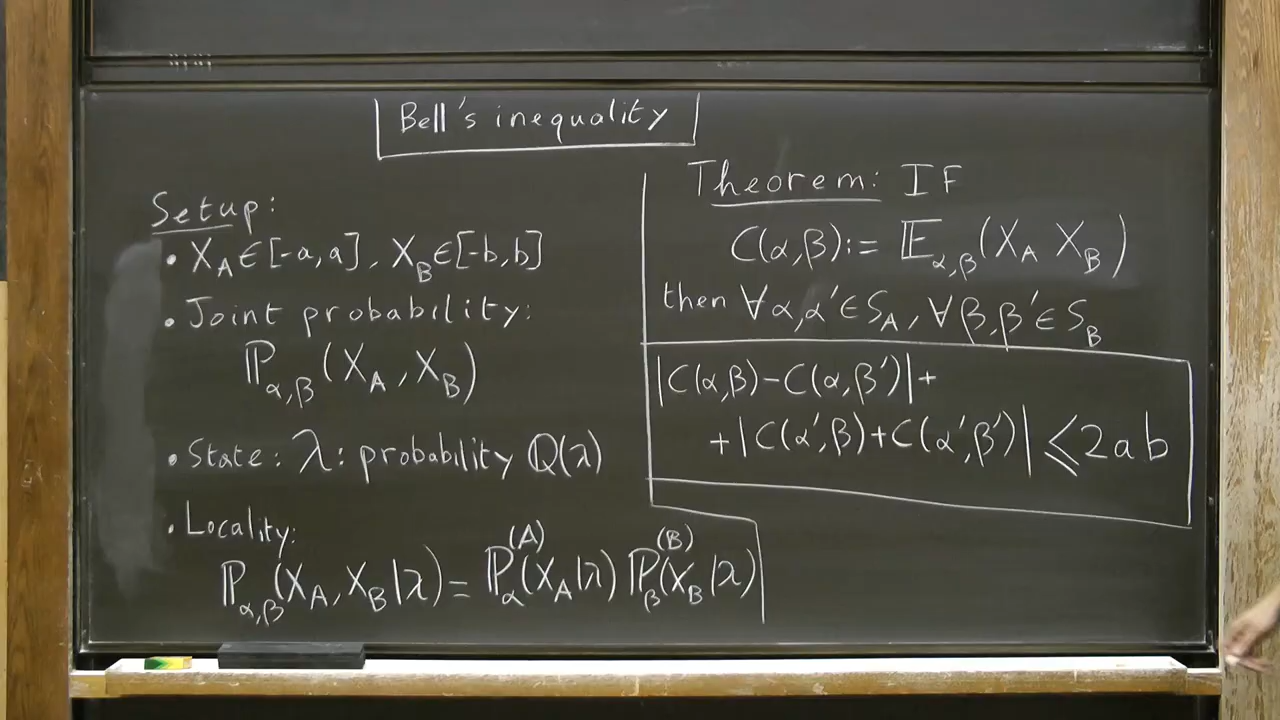 Bell's inequality
Setup:
• X_A ∈ [-a, a], X_B ∈ [-b, b]
• Joint probability:
ℙ_{α,β} (X_A, X_B)
• State: λ: probability Q(λ)
• Locality:
ℙ_{α,β}(X_A, X_B|λ) = ℙ_α^{(A)}(X_A|λ) ℙ_β^{(B)}(X_B|λ)
Theorem: IF
C(α,β) := 𝔼_{α,β}(X_A X_B)
then ∀α,α' ∈ S_A, ∀β,β' ∈ S_B
|C(α,β) - C(α,β')| +
+ |C(α',β) + C(α',β')| ⩽ 2ab